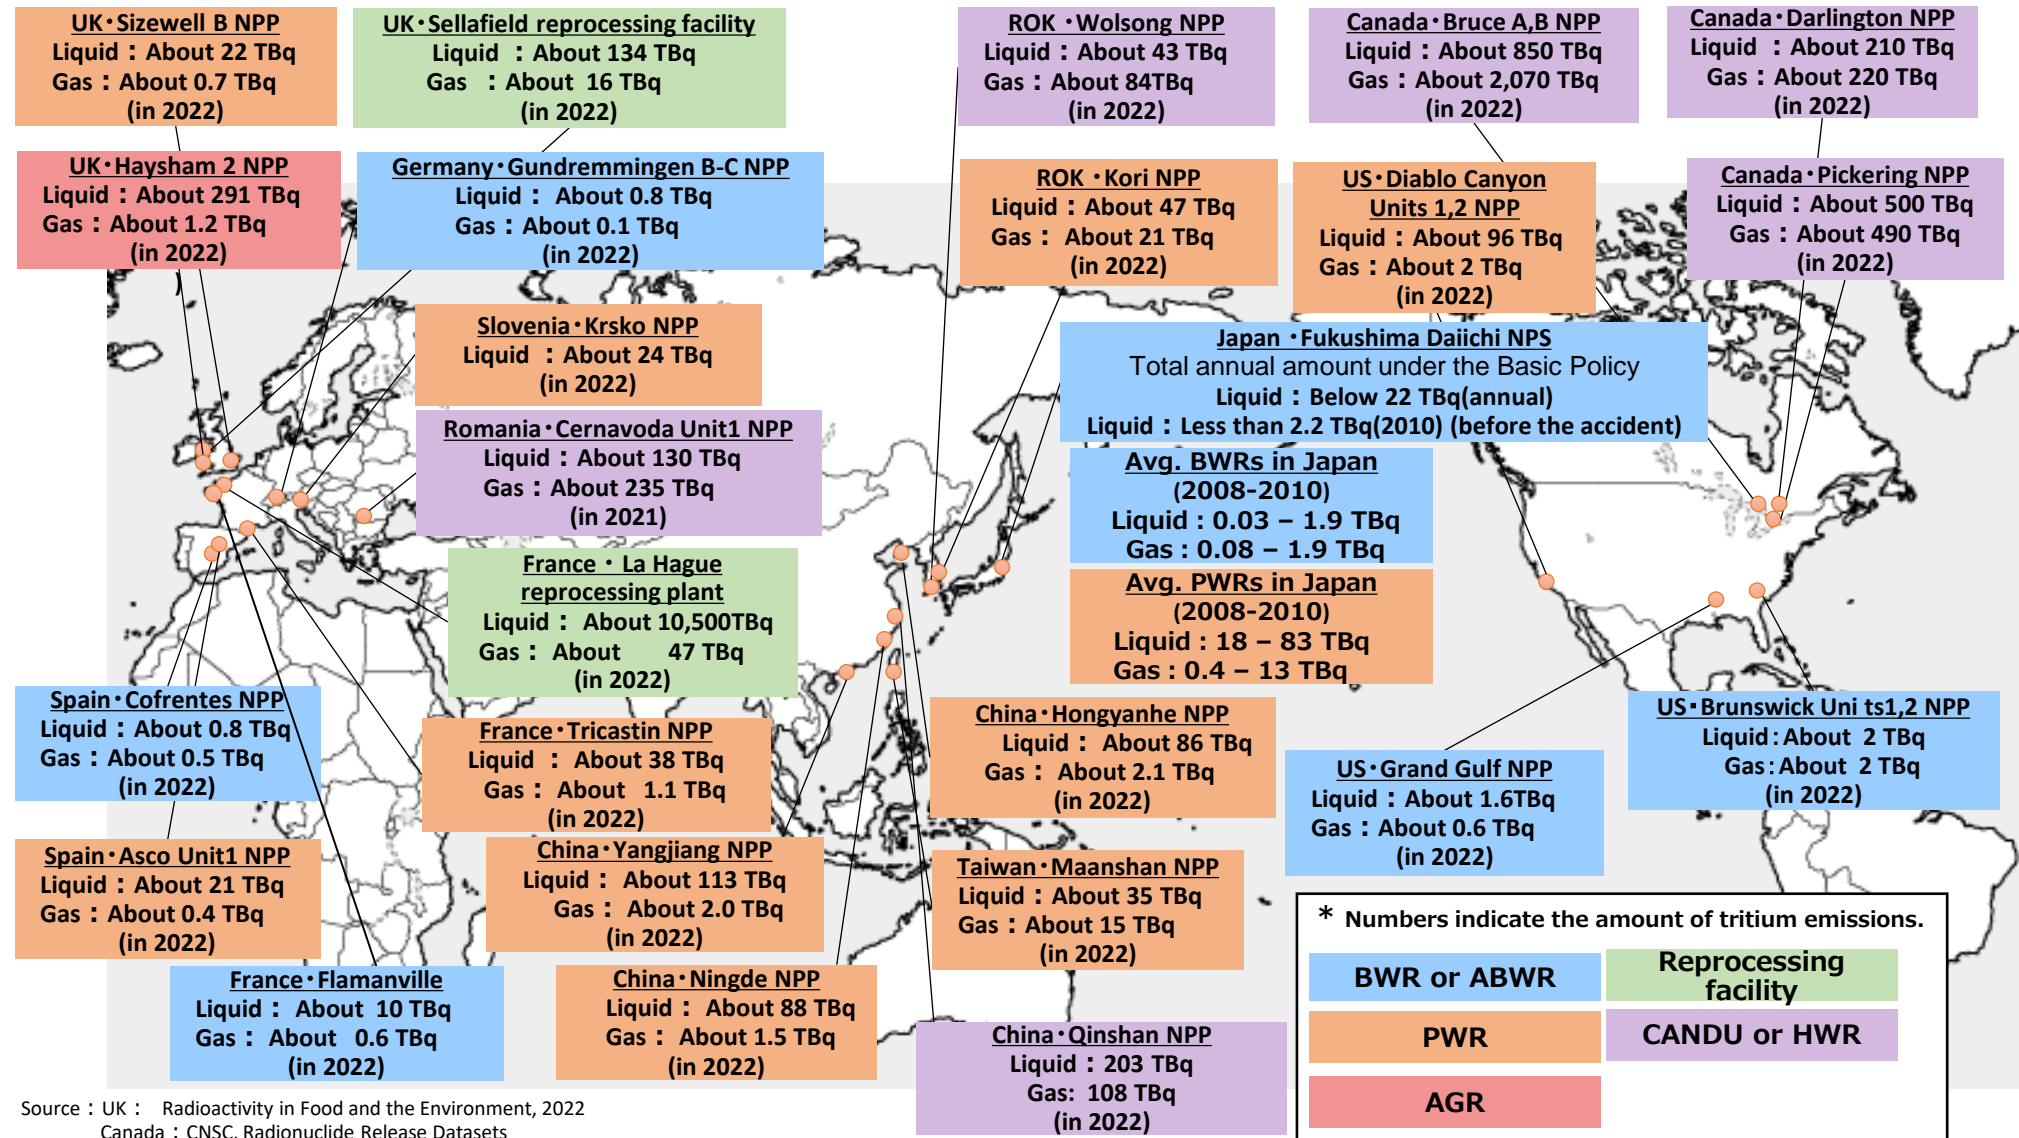 UK・Sizewell B NPP
Liquid：About 22 TBq
Gas：About 0.7 TBq
(in 2022)
UK・Sellafield reprocessing facility
Liquid ：About 134 TBq
Gas ：About 16 TBq
(in 2022)
ROK・Wolsong NPP
Liquid：About 43 TBq
Gas：About 84TBq
(in 2022)
Canada・Bruce A,B NPP
Liquid：About 850 TBq
Gas：About 2,070 TBq
(in 2022)
Canada・Darlington NPP
Liquid ：About 210 TBq
Gas：About 220 TBq
(in 2022)
UK・Haysham 2 NPP
Liquid：About 291 TBq
Gas：About 1.2 TBq
(in 2022)
Germany・Gundremmingen B-C NPP
Liquid：About 0.8 TBq
Gas：About 0.1 TBq
(in 2022)
ROK・Kori NPP
Liquid：About 47 TBq
Gas： About 21 TBq
(in 2022)
US・Diablo Canyon
Units 1,2 NPP
Liquid：About 96 TBq
Gas：About 2 TBq
(in 2022)
Canada・Pickering NPP
Liquid：About 500 TBq
Gas：About 490 TBq
(in 2022)
Slovenia・Krsko NPP
Liquid ：About 24 TBq
(in 2022)
Japan・Fukushima Daiichi NPS
Total annual amount under the Basic Policy
Liquid：Below 22 TBq(annual)
Liquid：Less than 2.2 TBq(2010) (before the accident)
Romania・Cernavoda Unit1 NPP
Liquid：About 130 TBq
Gas：About 235 TBq
(in 2021)
Avg. BWRs in Japan
(2008-2010)
Liquid : 0.03 – 1.9 TBq
Gas : 0.08 – 1.9 TBq
France・La Hague
reprocessing plant
Liquid： About 10,500TBq
Gas： About 47 TBq
(in 2022)
Avg. PWRs in Japan
(2008-2010)
Liquid : 18 – 83 TBq
Gas : 0.4 – 13 TBq
Spain・Cofrentes NPP
Liquid：About 0.8 TBq
Gas：About 0.5 TBq
(in 2022)
France・Tricastin NPP
Liquid ： About 38 TBq
Gas： About 1.1 TBq
(in 2022)
China・Hongyanhe NPP
Liquid： About 86 TBq
Gas： About 2.1 TBq
(in 2022)
US・Grand Gulf NPP
Liquid：About 1.6TBq
Gas：About 0.6 TBq
(in 2022)
US・Brunswick Uni ts1,2 NPP
Liquid：About 2 TBq
Gas：About 2 TBq
(in 2022)
Spain・Asco Unit1 NPP
Liquid：About 21 TBq
Gas：About 0.4 TBq
(in 2022)
China・Yangjiang NPP
Liquid： About 113 TBq
Gas： About 2.0 TBq
(in 2022)
Taiwan・Maanshan NPP
Liquid：About 35 TBq
Gas：About 15 TBq
(in 2022)
France・Flamanville
Liquid： About 10 TBq
Gas： About 0.6 TBq
(in 2022)
China・Ningde NPP
Liquid： About 88 TBq
Gas： About 1.5 TBq
(in 2022)
China・Qinshan NPP
Liquid：203 TBq
Gas: 108 TBq
(in 2022)
* Numbers indicate the amount of tritium emissions.
BWR or ABWR
Reprocessing
facility
PWR
CANDU or HWR
AGR
Source：UK： Radioactivity in Food and the Environment, 2022
Canada：CNSC, Radionuclide Release Datasets